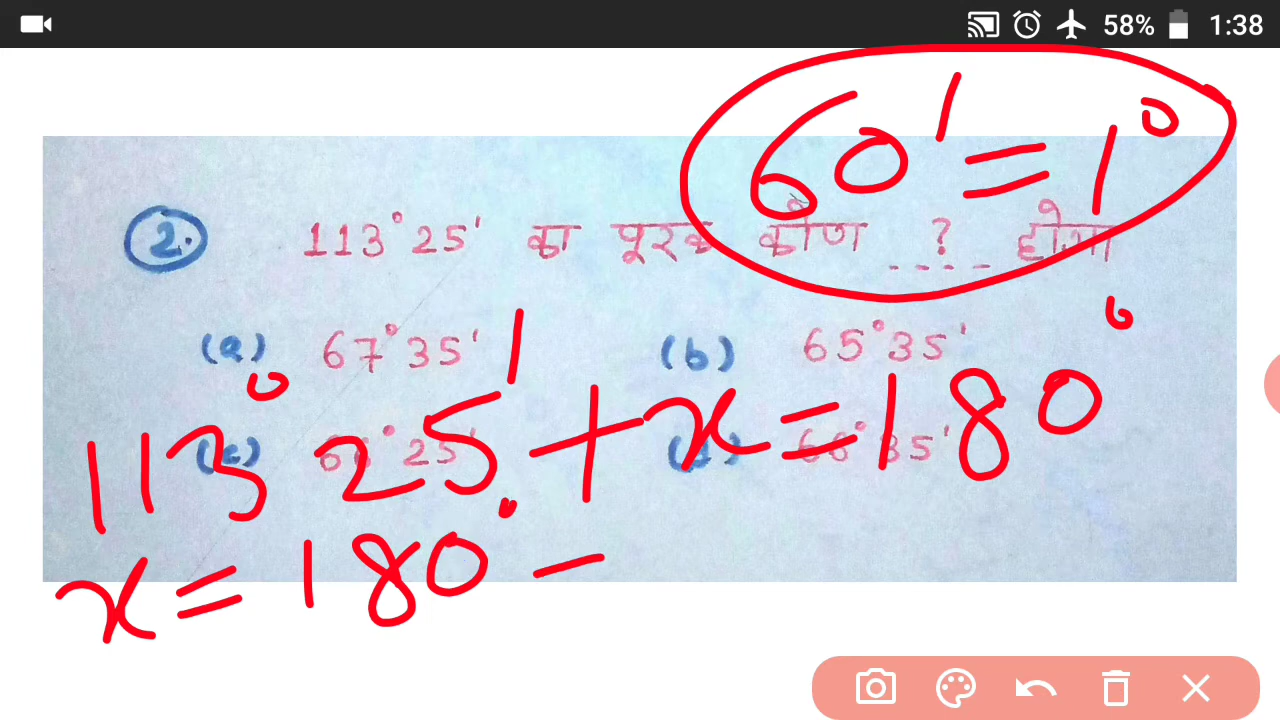 58% 1:38
60' = 1°
2. 113°25' का पूरक कोण ----?---- होगा
(a) 67°35' (b) 65°35'
(c) 66°25' (d) 66°35'
113° 25' + x = 180°
x = 180° -